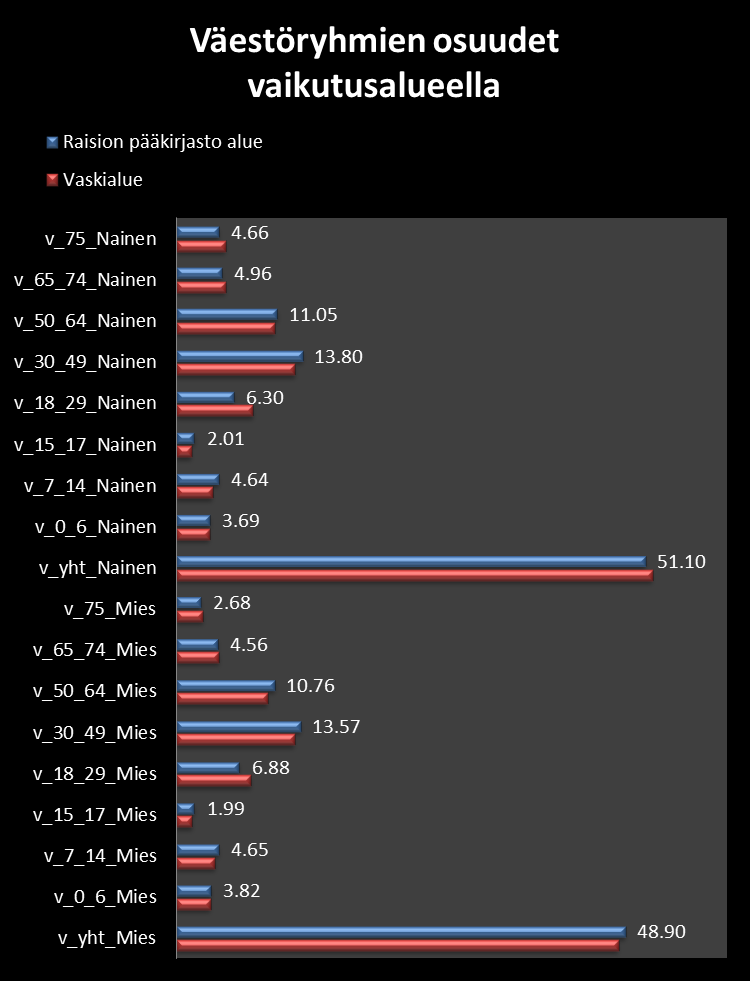 Väestöryhmien osuudet
vaikutusalueella
Raision pääkirjasto alue
Vaskialue
v_75_Nainen 4.66
v_65_74_Nainen 4.96
v_50_64_Nainen 11.05
v_30_49_Nainen 13.80
v_18_29_Nainen 6.30
v_15_17_Nainen 2.01
v_7_14_Nainen 4.64
v_0_6_Nainen 3.69
v_yht_Nainen 51.10
v_75_Mies 2.68
v_65_74_Mies 4.56
v_50_64_Mies 10.76
v_30_49_Mies 13.57
v_18_29_Mies 6.88
v_15_17_Mies 1.99
v_7_14_Mies 4.65
v_0_6_Mies 3.82
v_yht_Mies 48.90